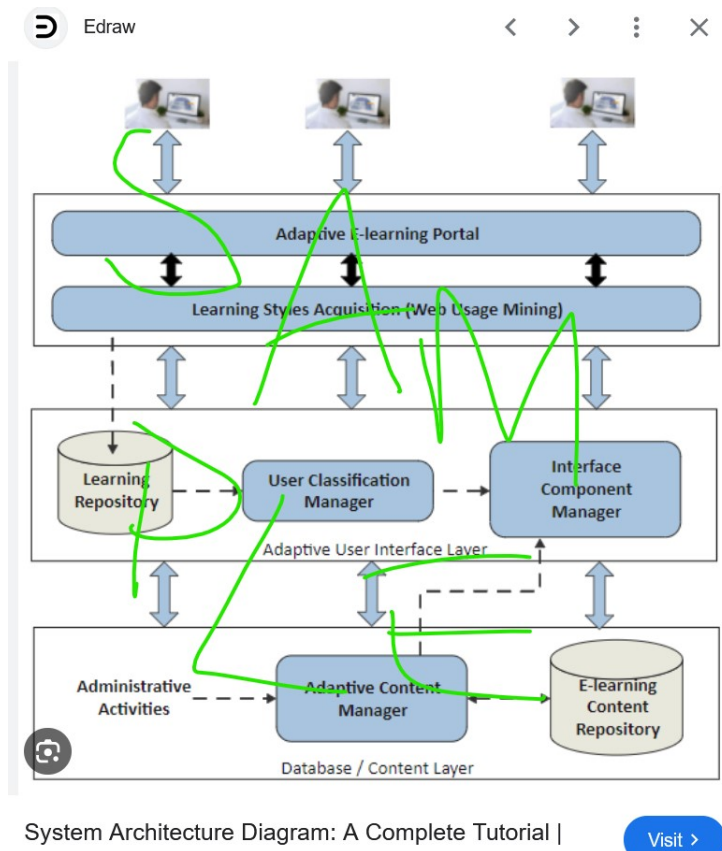 Edraw
Adaptive E-learning Portal
Learning Styles Acquisition (Web Usage Mining)
Learning
Repository
User Classification
Manager
Interface
Component
Manager
Adaptive User Interface Layer
Administrative
Activities
Adaptive Content
Manager
E-learning
Content
Repository
Database / Content Layer
SAM
PLE
System Architecture Diagram: A Complete Tutorial |
Visit >